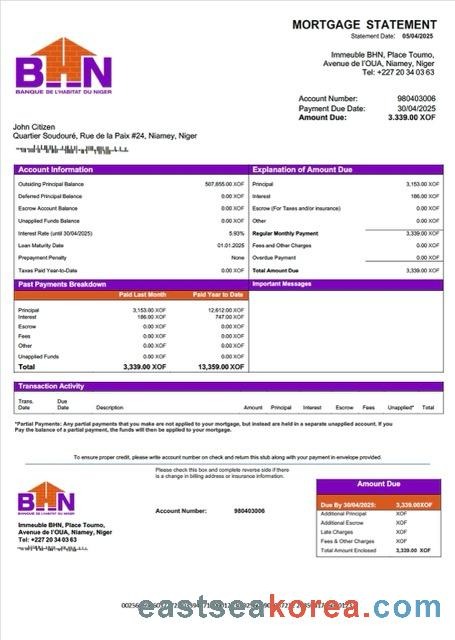 MORTGAGE STATEMENT
Statement Date: 05/04/2025
BHN
BANQUE DE L'HABITAT DU NIGER
Immeuble BHN, Place Toumo,
Avenue de l'OUA, Niamey, Niger
Tel: +227 20 34 03 63
Account Number: 980403006
Payment Due Date: 30/04/2025
Amount Due: 3.339.00 XOF
John Citizen
Quartier Soudouré, Rue de la Paix #24, Niamey, Niger
Account Information
Outsding Principal Balance 507,855.00 XOF
Deferred Principal Balance 0.00 XOF
Escrow Account Balance 0.00 XOF
Unapplied Funds Balance 0.00 XOF
Interest Rate (until 30/04/2025) 5.93%
Loan Maturity Date 01.01.2025
Prepayment Penalty None
Taxes Paid Year-to-Date 0.00 XOF
Explanation of Amount Due
Principal 3,153.00 XOF
Interest 186.00 XOF
Escrow (For Taxes and/or insurance) 0.00 XOF
Other 0.00 XOF
Regular Monthly Payment 3,339.00 XOF
Fees and Other Charges 0.00 XOF
Overdue Payment 0.00 XOF
Total Amount Due 3,339.00 XOF
Past Payments Breakdown
Paid Last Month Paid Year to Date
Principal 3,153.00 XOF 12,612.00 XOF
Interest 186.00 XOF 747.00 XOF
Escrow 0.00 XOF 0.00 XOF
Fees 0.00 XOF 0.00 XOF
Other 0.00 XOF 0.00 XOF
Unapplied Funds 0.00 XOF 0.00 XOF
Total 3,339.00 XOF 13,359.00 XOF
Important Messages
Transaction Activity
Trans. Date Due Date Description Amount Principal Interest Escrow Fees Unapplied* Total
*Partial Payments: Any partial payments that you make are not applied to your mortgage, but instead are held in a separate unapplied account. If you
Pay the balance of a partial payment, the funds will then be applied to your mortgage.
To ensure proper credit, please write account number on check and return this stub along with your payment in envelope provided.
Please check this box and complete reverse side if there
is a change in billing address or insurance information.
BHN
BANQUE DE L'HABITAT DU NIGER
Immeuble BHN, Place Toumo,
Avenue de l'OUA, Niamey, Niger
Tel: +227 20 34 03 63
Account Number: 980403006
Amount Due
Due By 30/04/2025: 3,339.00XOF
Additional Principal XOF
Additional Escrow XOF
Late Charges XOF
Fees & Other Charges XOF
Total Amount Enclosed 3,339.00 XOF
eastseakorea.com